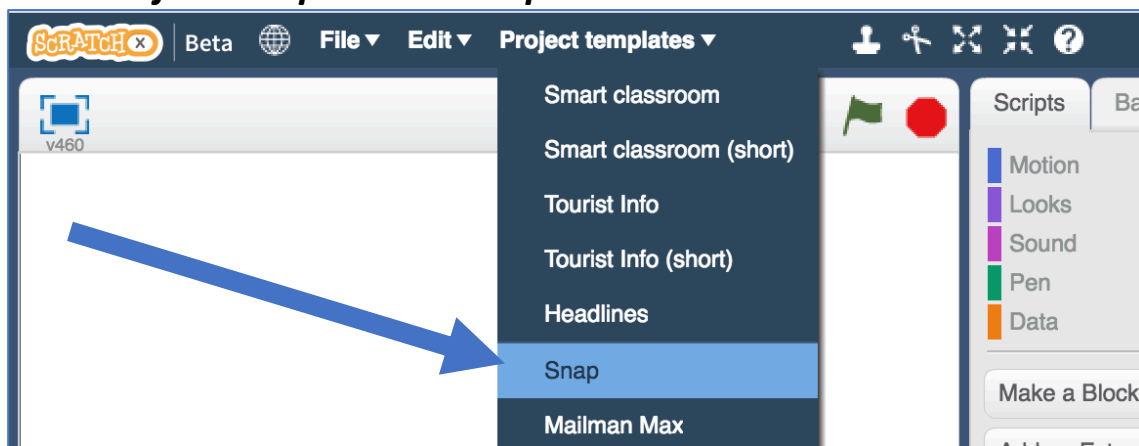 SCRATCH X Beta File Edit Project templates ?
v460
Smart classroom
Smart classroom (short)
Tourist Info
Tourist Info (short)
Headlines
Snap
Mailman Max
Scripts Ba
Motion
Looks
Sound
Pen
Data
Make a Block